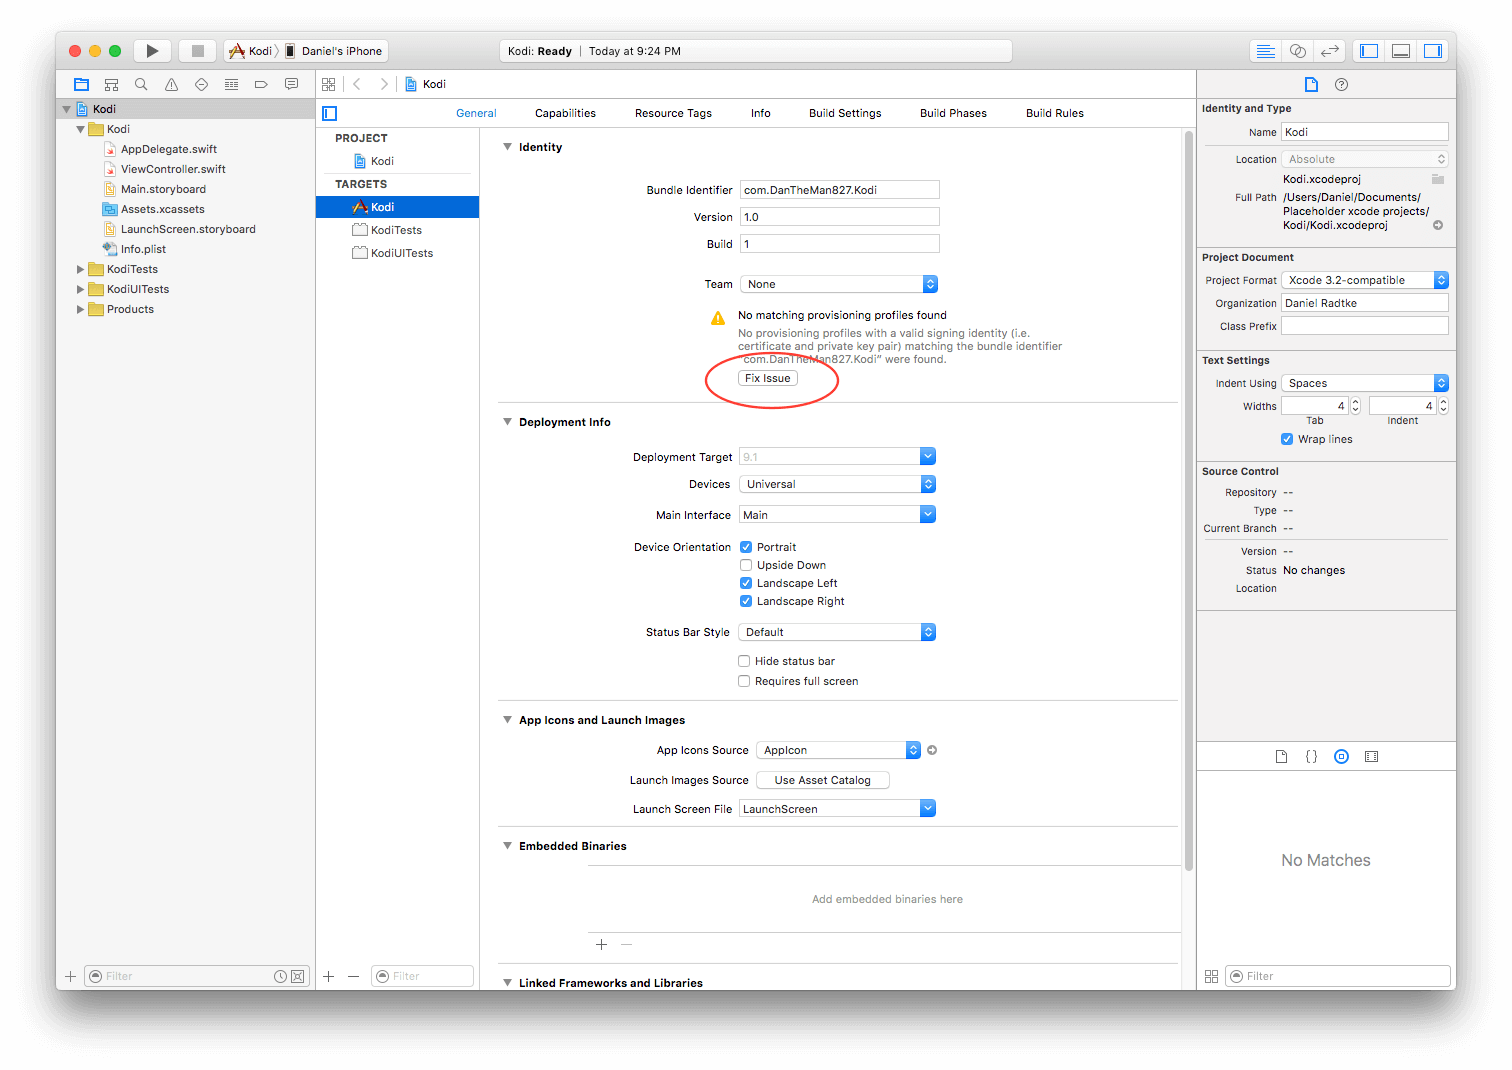 Kodi Daniel's iPhone
Kodi: Ready Today at 9:24 PM
Kodi
Kodi
AppDelegate.swift
ViewController.swift
Main.storyboard
Assets.xcassets
LaunchScreen.storyboard
Info.plist
KodiTests
KodiUITests
Products
Filter
Kodi
General Capabilities Resource Tags Info Build Settings Build Phases Build Rules
PROJECT
Kodi
TARGETS
Kodi
KodiTests
KodiUITests
Filter
Identity
Bundle Identifier com.DanTheMan827.Kodi
Version 1.0
Build 1
Team None
No matching provisioning profiles found
No provisioning profiles with a valid signing identity (i.e.
certificate and private key pair) matching the bundle identifier
“com.DanTheMan827.Kodi” were found.
Fix Issue
Deployment Info
Deployment Target 9.1
Devices Universal
Main Interface Main
Device Orientation Portrait
Upside Down
Landscape Left
Landscape Right
Status Bar Style Default
Hide status bar
Requires full screen
App Icons and Launch Images
App Icons Source AppIcon
Launch Images Source Use Asset Catalog
Launch Screen File LaunchScreen
Embedded Binaries
Add embedded binaries here
Linked Frameworks and Libraries
Identity and Type
Name Kodi
Location Absolute
Kodi.xcodeproj
Full Path /Users/Daniel/Documents/
Placeholder xcode projects/
Kodi/Kodi.xcodeproj
Project Document
Project Format Xcode 3.2-compatible
Organization Daniel Radtke
Class Prefix
Text Settings
Indent Using Spaces
Widths 4 4
Tab Indent
Wrap lines
Source Control
Repository --
Type --
Current Branch --
Version --
Status No changes
Location
{}
No Matches
Filter